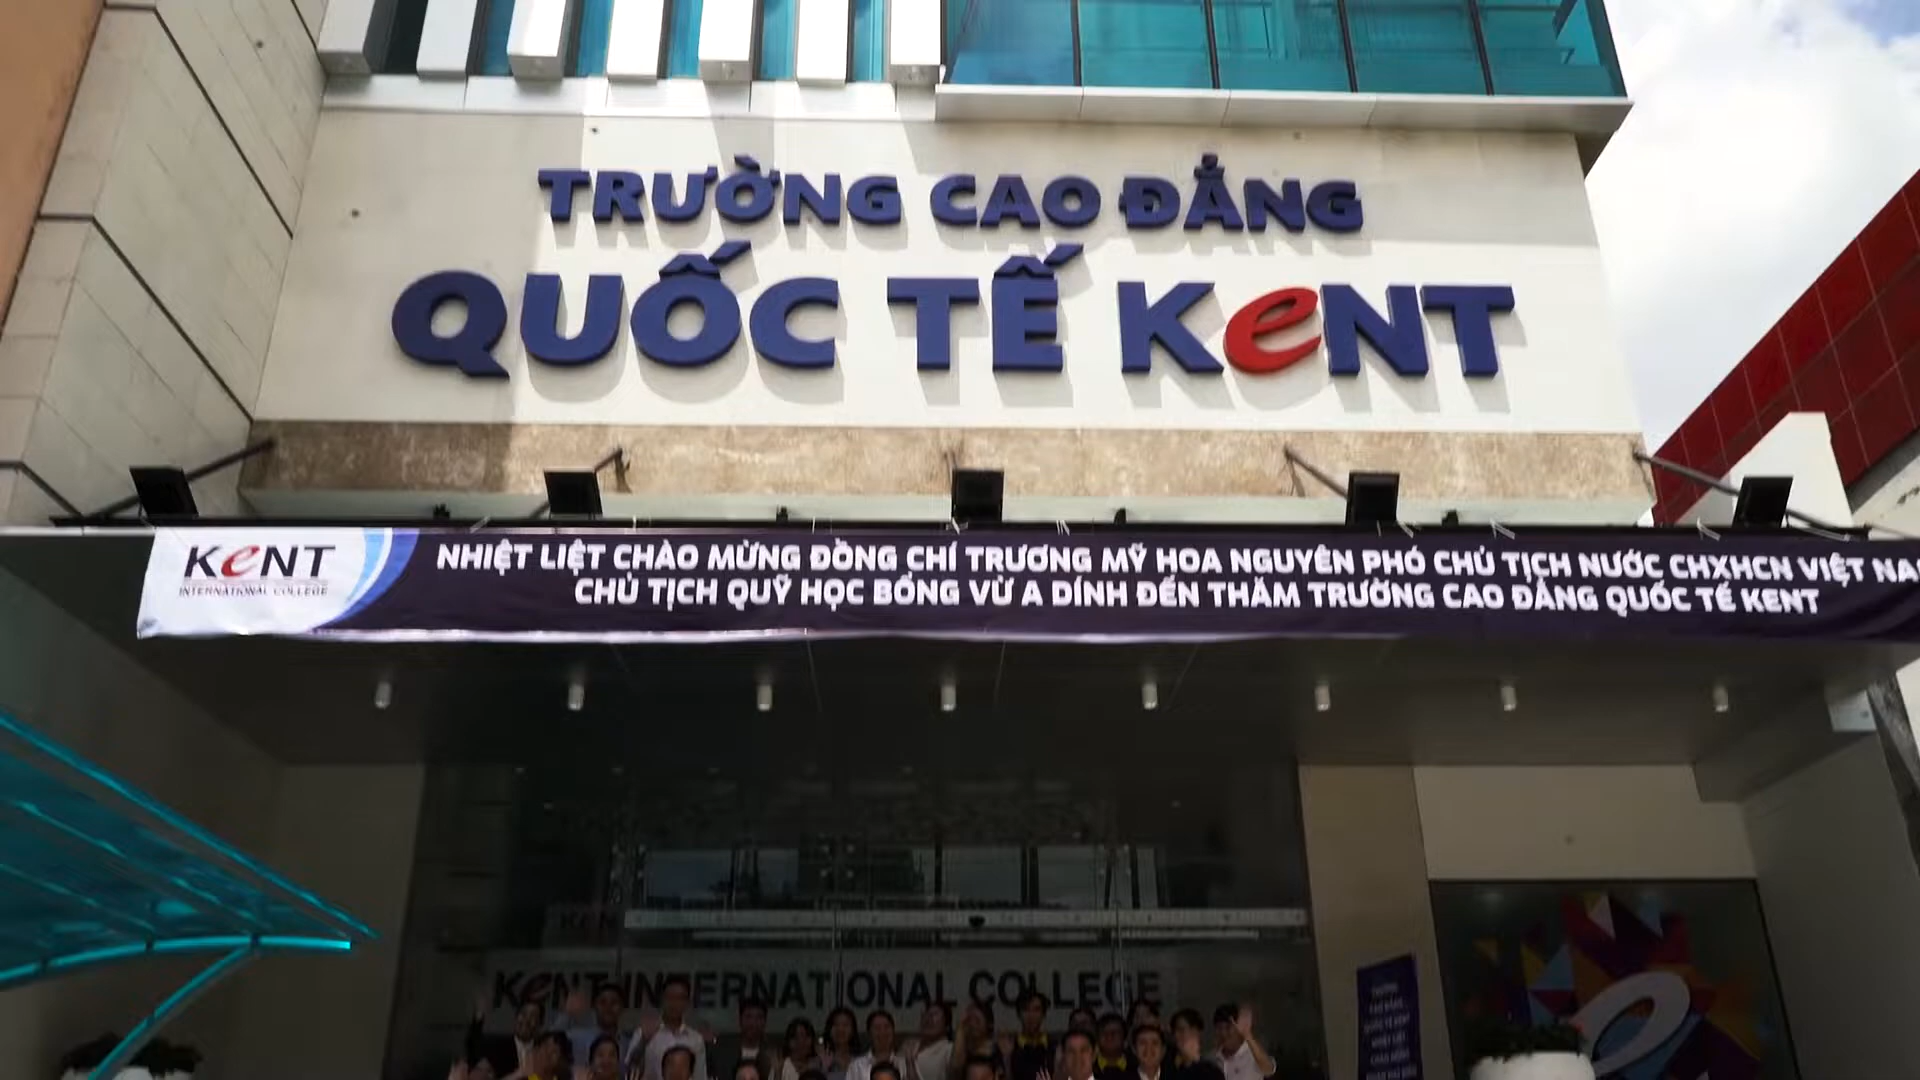 TRƯỜNG CAO ĐẲNG
QUỐC TẾ KeNT
KeNT
INTERNATIONAL COLLEGE
NHIỆT LIỆT CHÀO MỪNG ĐỒNG CHÍ TRƯƠNG MỸ HOA NGUYÊN PHÓ CHỦ TỊCH NƯỚC CHXHCN VIỆT NA
CHỦ TỊCH QUỸ HỌC BỔNG VỪ A DÍNH ĐẾN THĂM TRƯỜNG CAO ĐẲNG QUỐC TẾ KENT
KeNT INTERNATIONAL COLLEGE